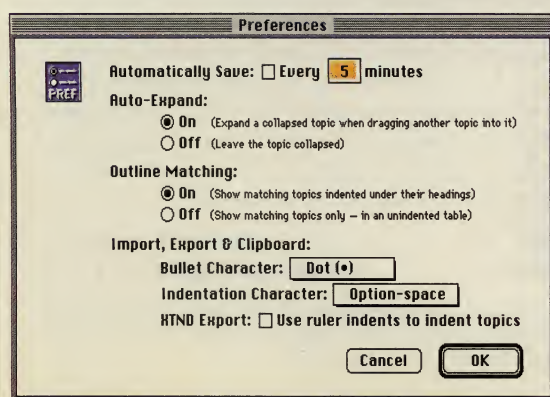 Preferences
PREF
Automatically Save: Every 5 minutes
Auto-Expand:
On (Expand a collapsed topic when dragging another topic into it)
Off (Leave the topic collapsed)
Outline Matching:
On (Show matching topics indented under their headings)
Off (Show matching topics only – in an unindented table)
Import, Export & Clipboard:
Bullet Character: Dot (•)
Indentation Character: Option-space
XTND Export: Use ruler indents to indent topics
Cancel OK